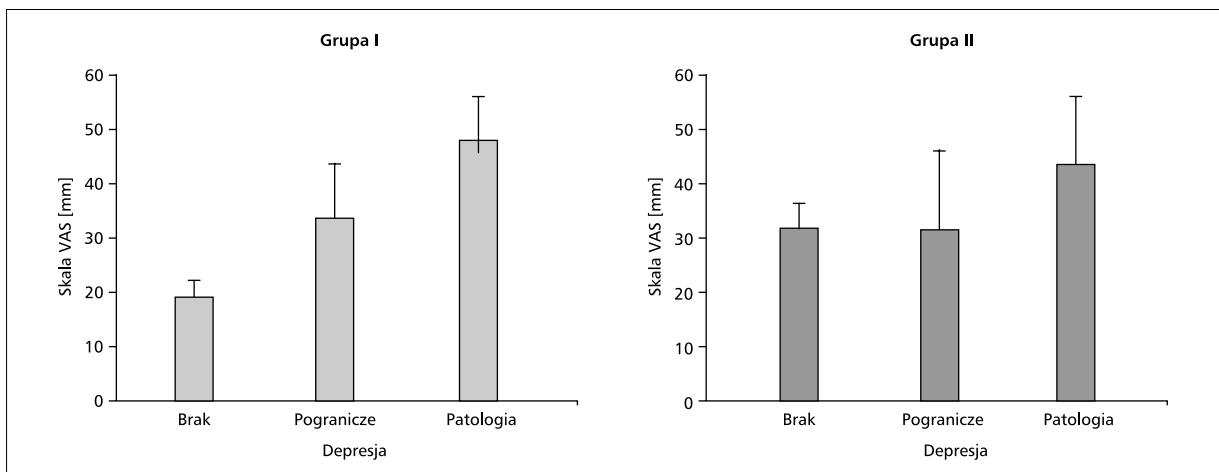 Grupa I
60
50
40
30
20
10
0
Skala VAS [mm]
Brak
Pogranicze
Patologia
Depresja
Grupa II
60
50
40
30
20
10
0
Skala VAS [mm]
Brak
Pogranicze
Patologia
Depresja